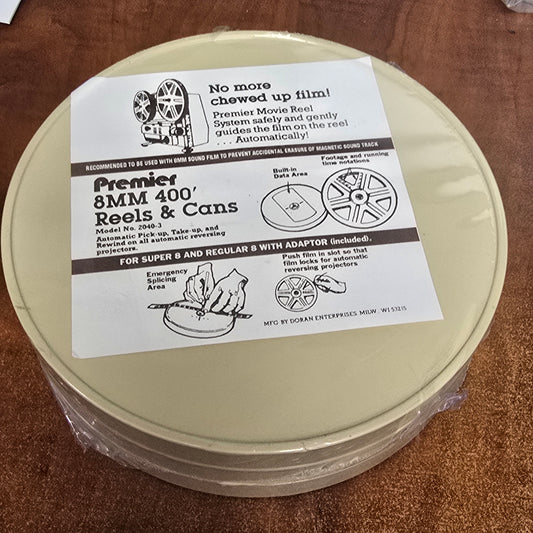 No more
chewed up film!
Premier Movie Reel
System safely and gently
guides the film on the reel
. . . Automatically!
RECOMMENDED TO BE USED WITH 8MM SOUND FILM TO PREVENT ACCIDENTAL ERASURE OF MAGNETIC SOUND TRACK
Premier
8MM 400'
Reels & Cans
Model No. 2040-3
Automatic Pick-up, Take-up, and
Rewind on all automatic reversing
projectors.
Built-in
Data Area
Footage and running
time notations
FOR SUPER 8 AND REGULAR 8 WITH ADAPTOR (included).
Emergency
Splicing
Area
Push film in slot so that
film locks for automatic
reversing projectors
MFG BY DORAN ENTERPRISES MILW., WI 53215